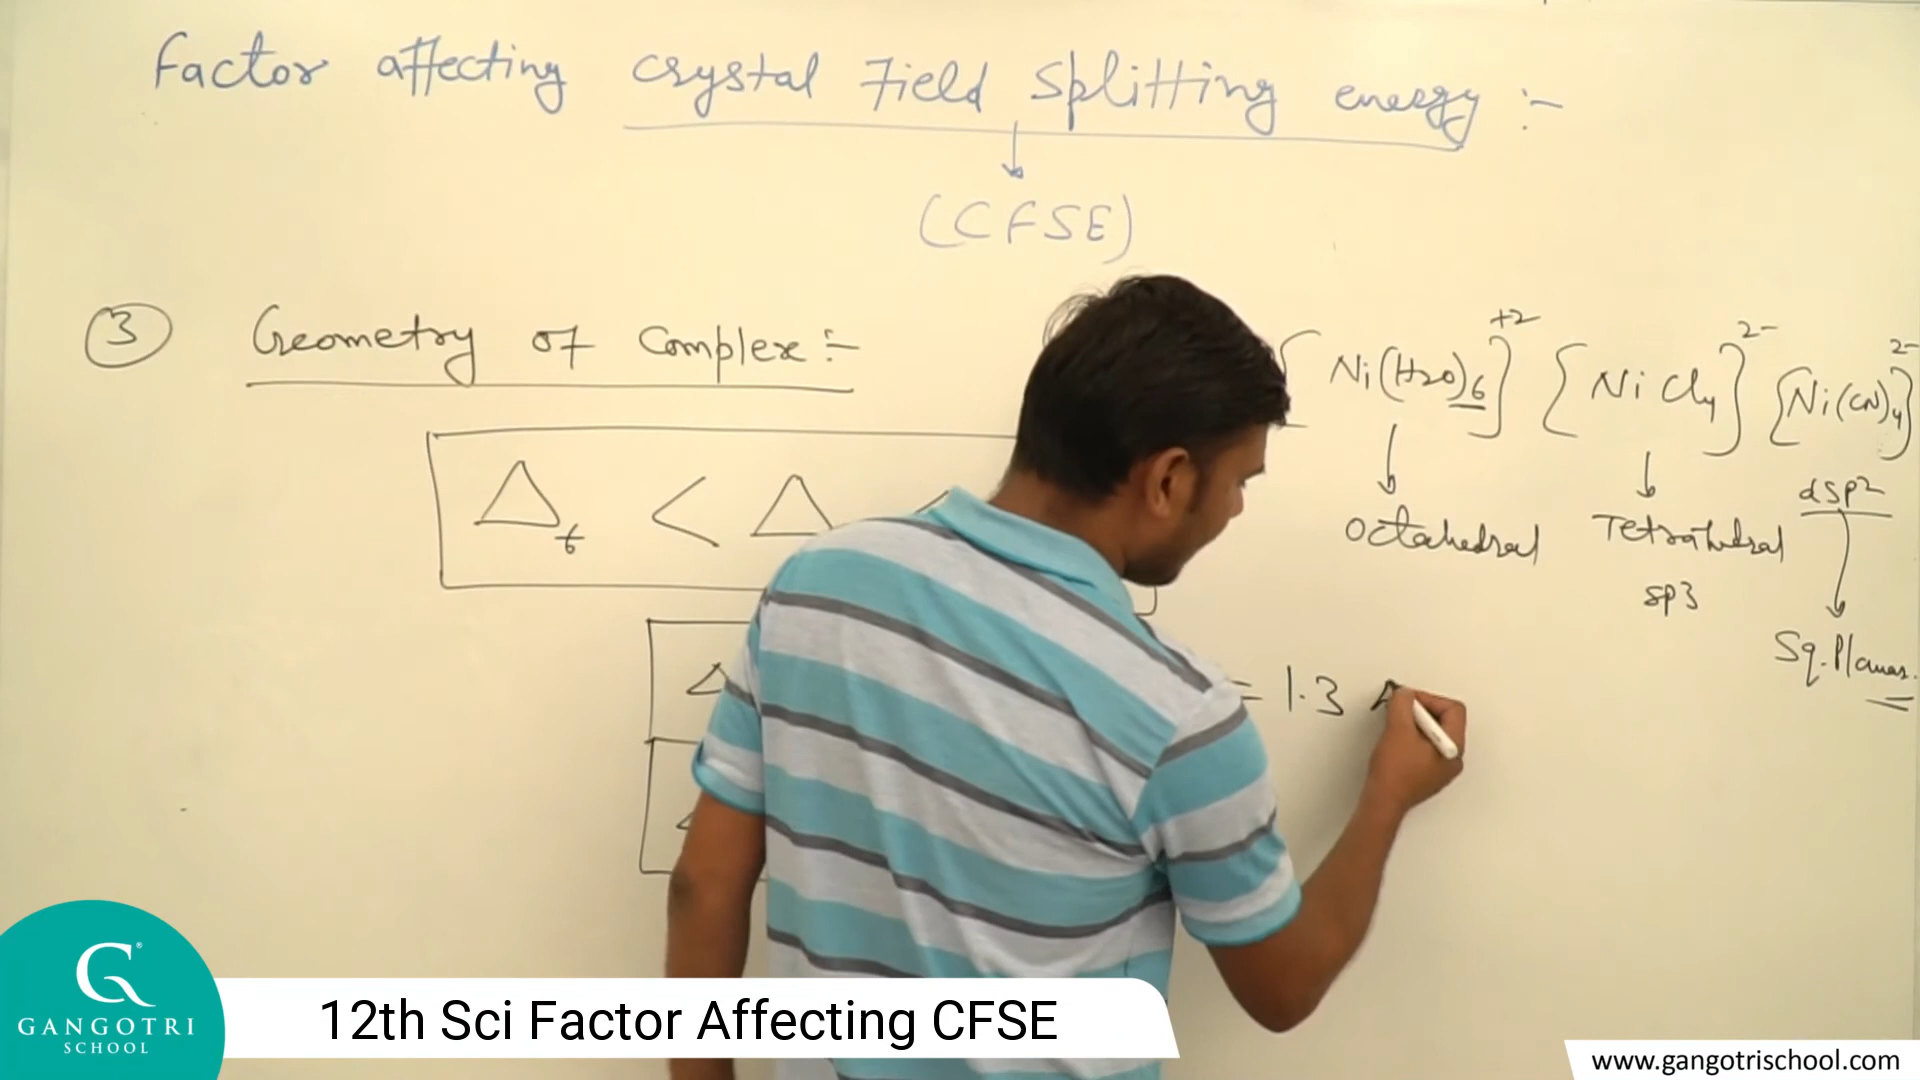 Factor affecting crystal Field splitting energy :-
(CFSE)
3 Geometry of Complex :-
[Ni(H2O)6]+2 [NiCl4]2- [Ni(CN)4]2-
Δt < Δ <
dsp2
Octahedral Tetrahedral
sp3
Sq. Planar.
Δ = 1.3 Δ
GANGOTRI
SCHOOL
12th Sci Factor Affecting CFSE
www.gangotrischool.com